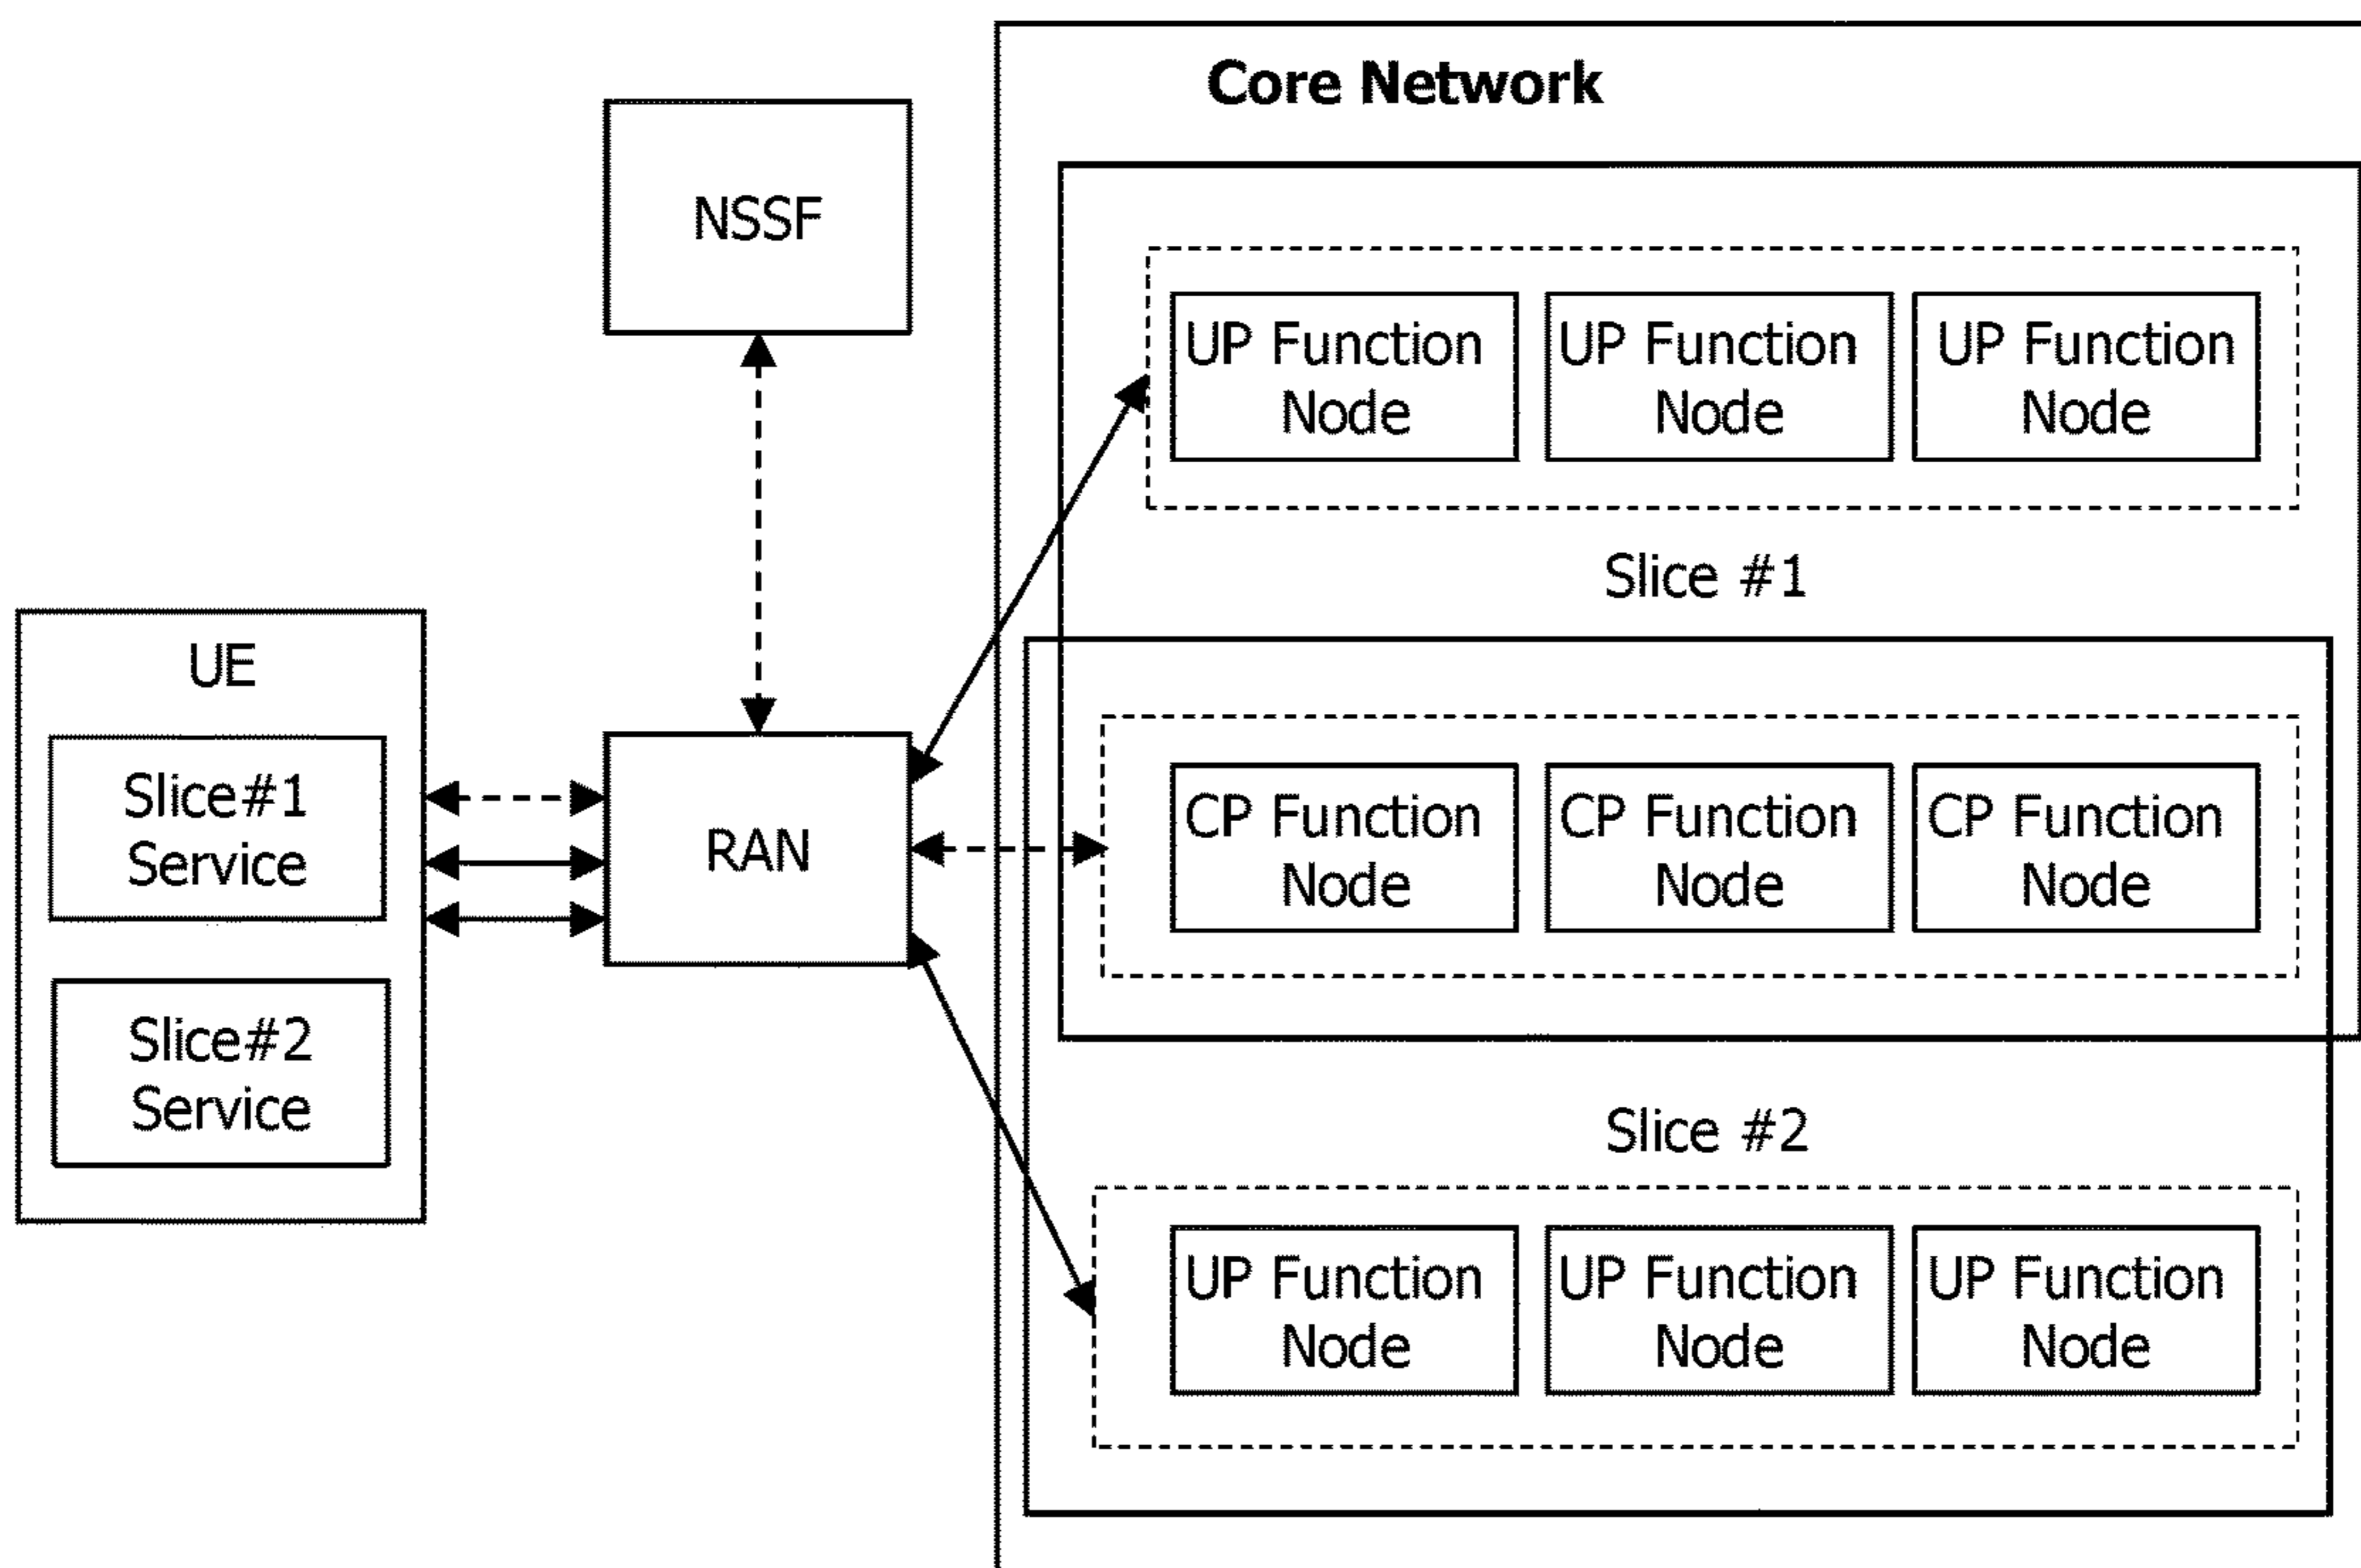 Core Network
NSSF
UP Function
Node
UP Function
Node
UP Function
Node
Slice #1
UE
Slice#1
Service
Slice#2
Service
RAN
CP Function
Node
CP Function
Node
CP Function
Node
Slice #2
UP Function
Node
UP Function
Node
UP Function
Node